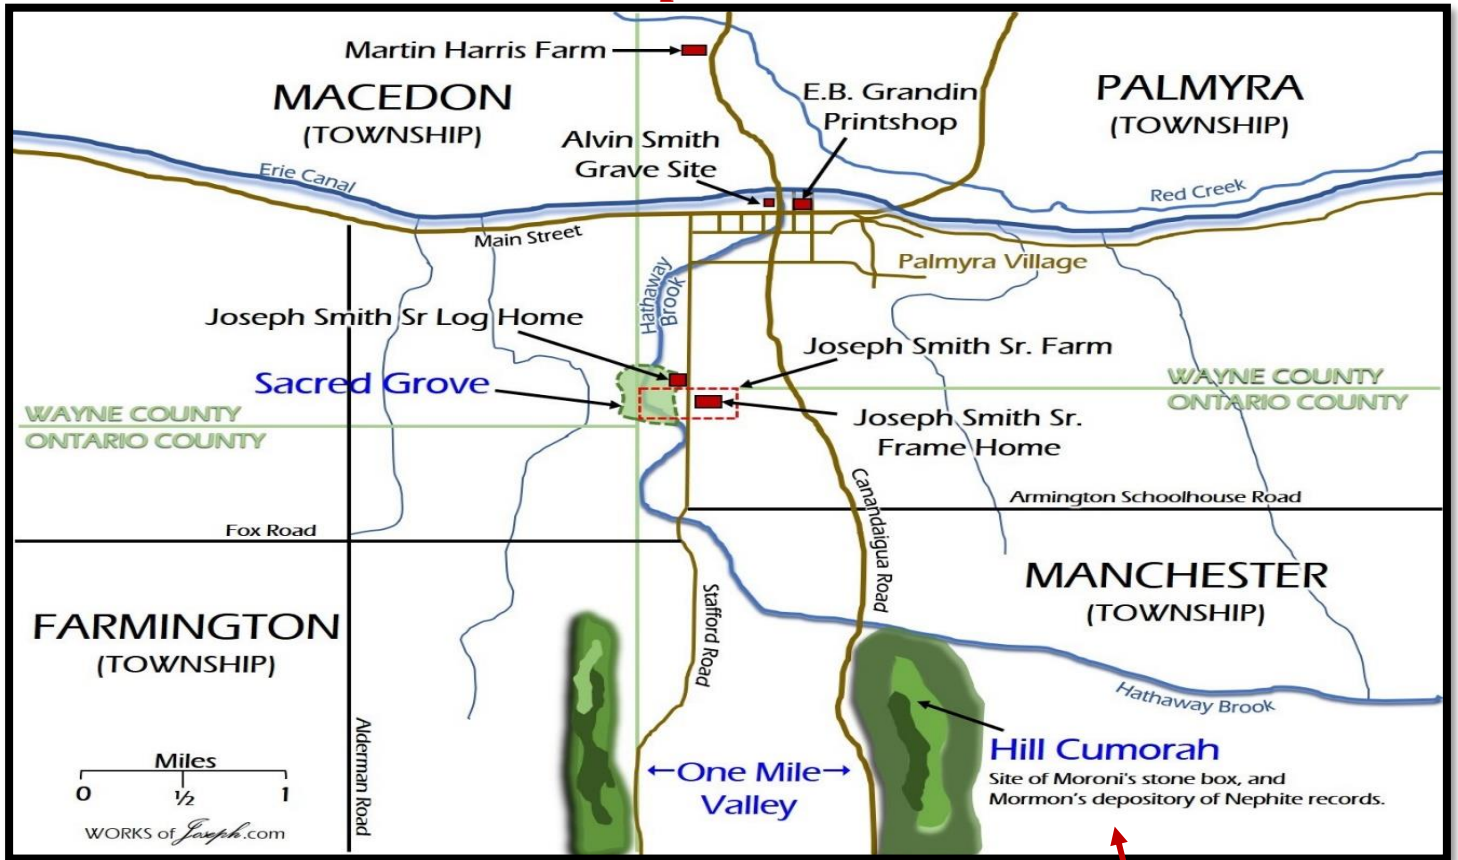 Martin Harris Farm
MACEDON
(TOWNSHIP)
E.B. Grandin
Printshop
PALMYRA
(TOWNSHIP)
Alvin Smith
Grave Site
Erie Canal
Red Creek
Main Street
Palmyra Village
Hathaway
Brook
Joseph Smith Sr Log Home
Joseph Smith Sr. Farm
Sacred Grove
WAYNE COUNTY
ONTARIO COUNTY
WAYNE COUNTY
ONTARIO COUNTY
Joseph Smith Sr.
Frame Home
Canandaigua Road
Armington Schoolhouse Road
Fox Road
MANCHESTER
(TOWNSHIP)
FARMINGTON
(TOWNSHIP)
Stafford Road
Hathaway Brook
Alderman Road
Hill Cumorah
Site of Moroni's stone box, and
Mormon's depository of Nephite records.
←One Mile→
Valley
Miles
0 ½ 1
WORKS of Joseph.com